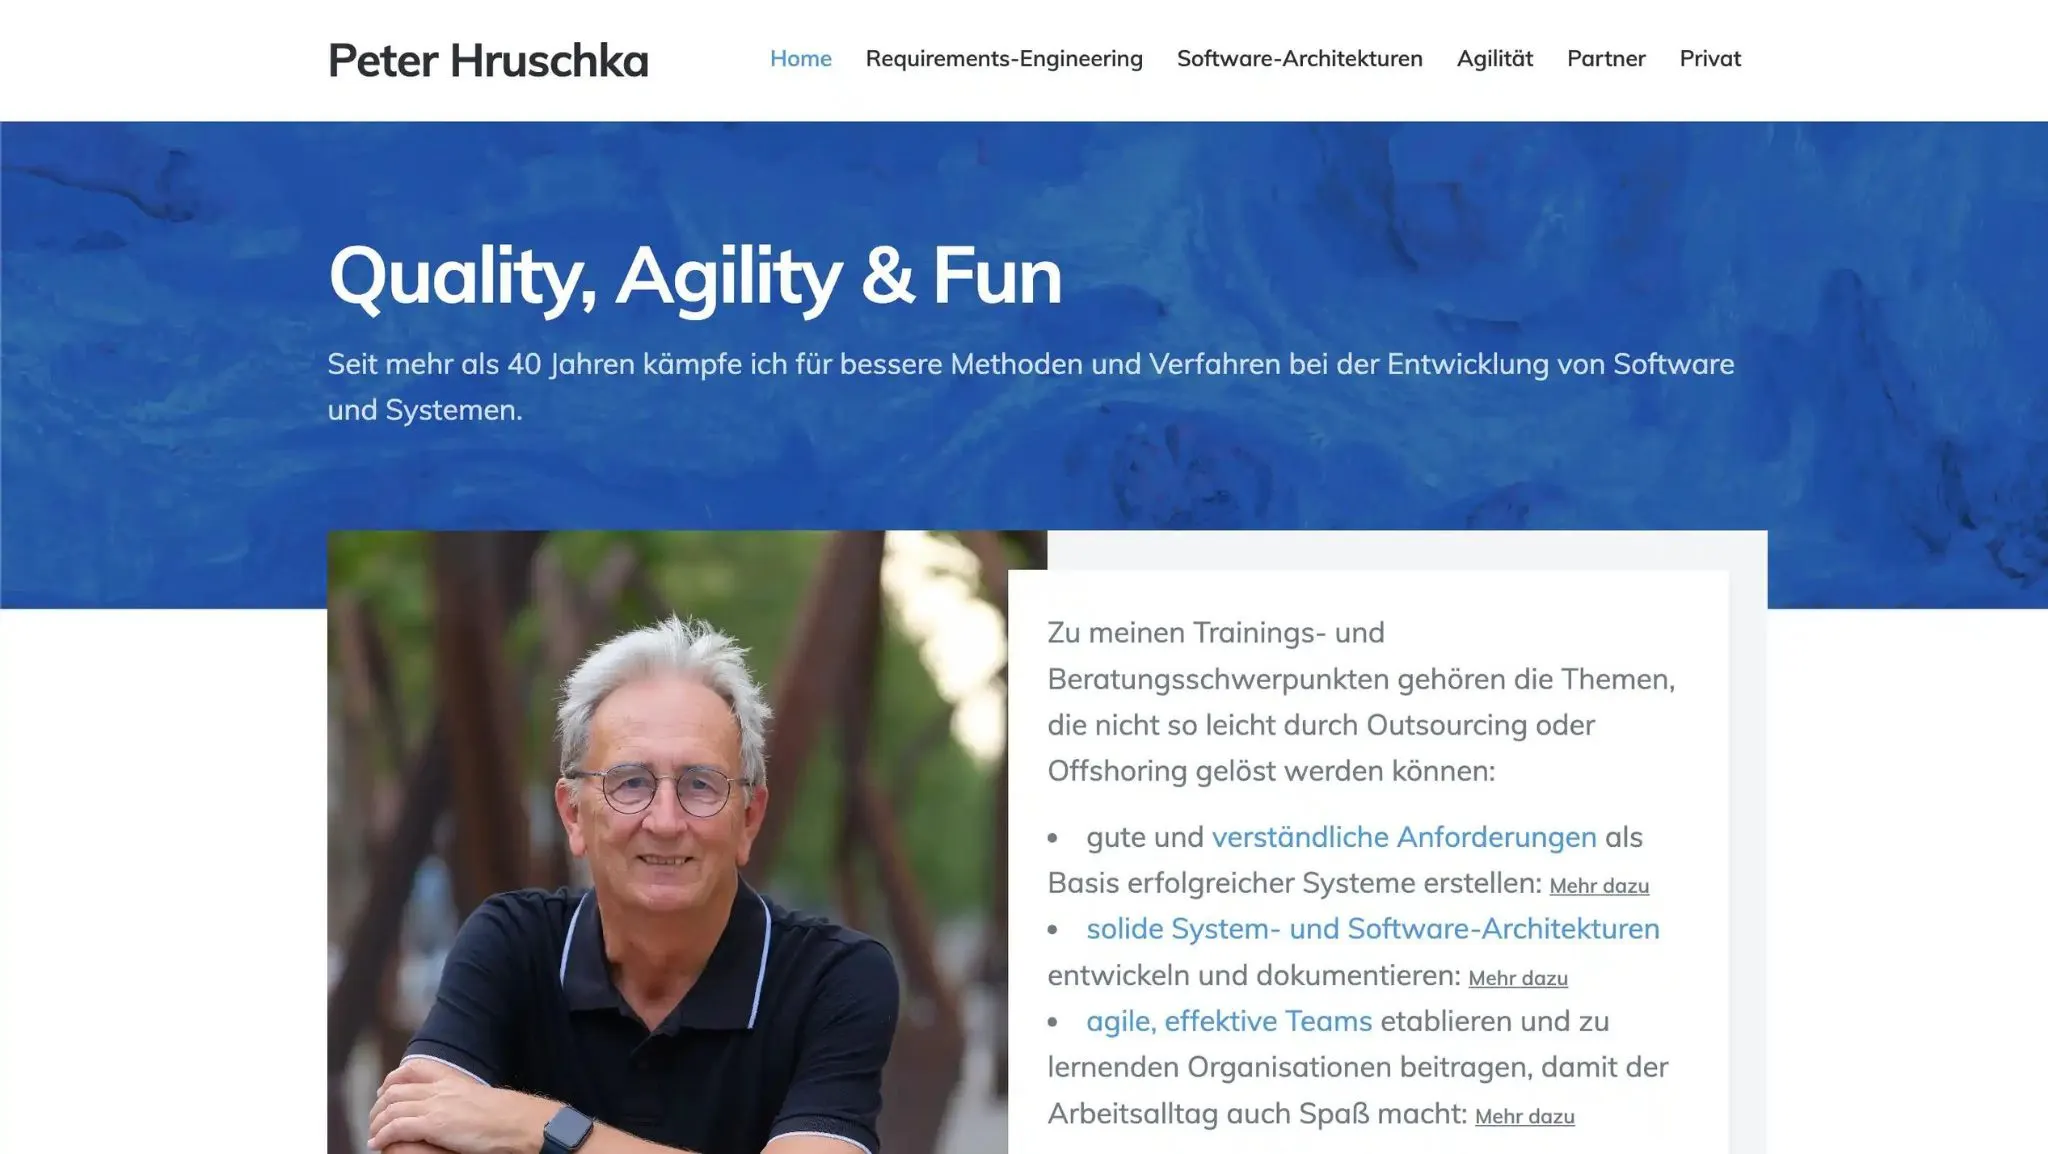 Peter Hruschka
Home Requirements-Engineering Software-Architekturen Agilität Partner Privat
Quality, Agility & Fun
Seit mehr als 40 Jahren kämpfe ich für bessere Methoden und Verfahren bei der Entwicklung von Software
und Systemen.
Zu meinen Trainings- und
Beratungsschwerpunkten gehören die Themen,
die nicht so leicht durch Outsourcing oder
Offshoring gelöst werden können:
• gute und verständliche Anforderungen als
Basis erfolgreicher Systeme erstellen: Mehr dazu
• solide System- und Software-Architekturen
entwickeln und dokumentieren: Mehr dazu
• agile, effektive Teams etablieren und zu
lernenden Organisationen beitragen, damit der
Arbeitsalltag auch Spaß macht: Mehr dazu